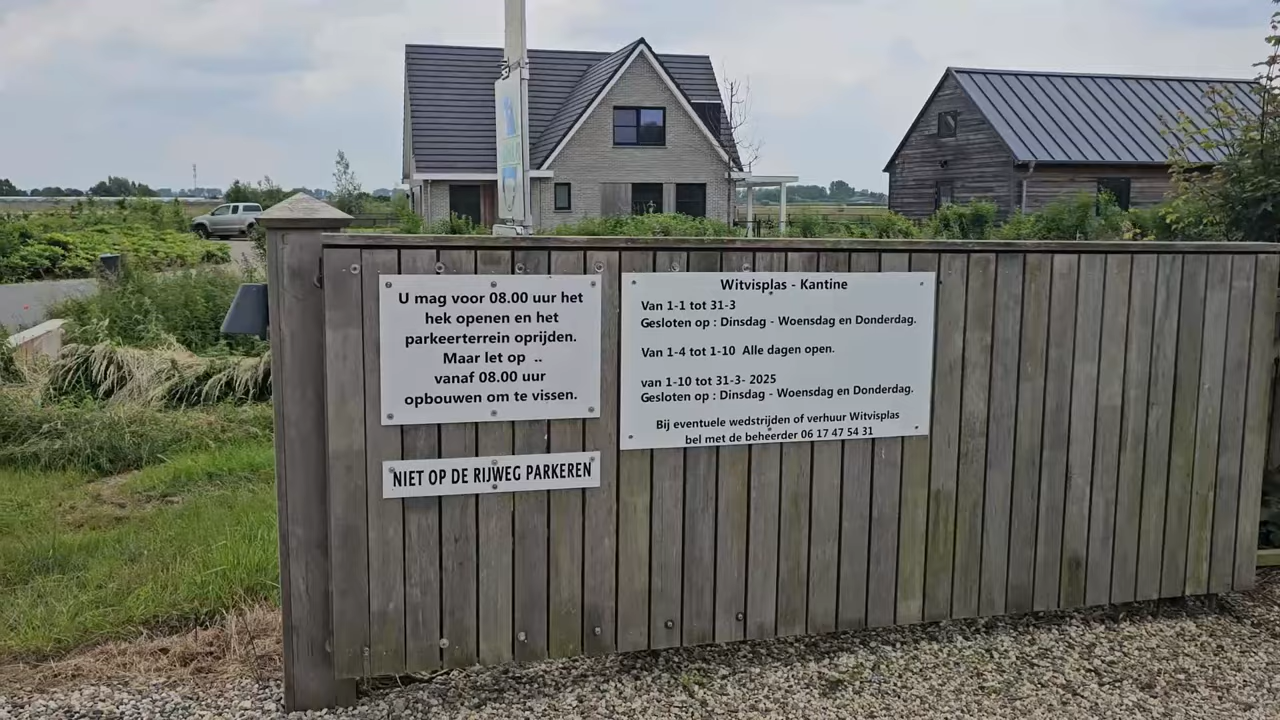 U mag voor 08.00 uur het
hek openen en het
parkeerterrein oprijden.
Maar let op ..
vanaf 08.00 uur
opbouwen om te vissen.
NIET OP DE RIJWEG PARKEREN
Witvisplas - Kantine
Van 1-1 tot 31-3
Gesloten op : Dinsdag - Woensdag en Donderdag.
Van 1-4 tot 1-10 Alle dagen open.
van 1-10 tot 31-3- 2025
Gesloten op : Dinsdag - Woensdag en Donderdag.
Bij eventuele wedstrijden of verhuur Witvisplas
bel met de beheerder 06 17 47 54 31